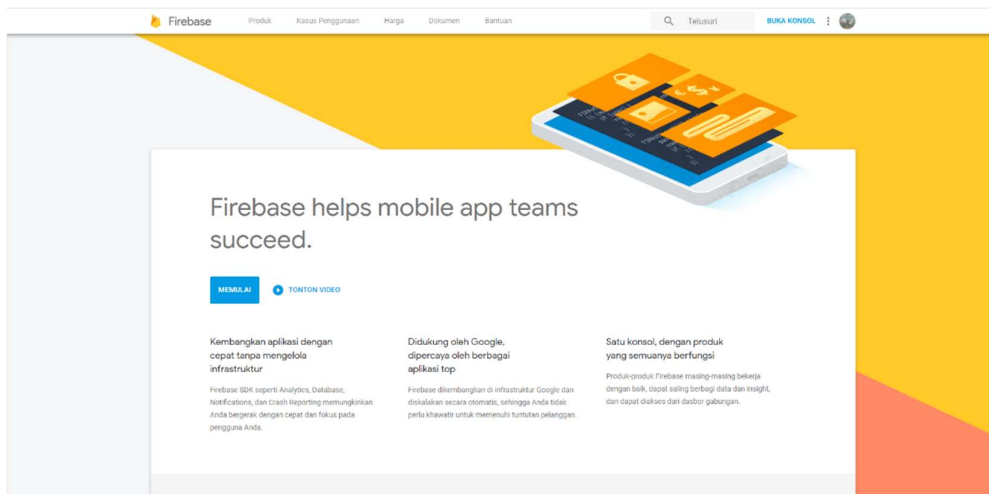 Firebase
Produk
Kasus Penggunaan
Harga
Dokumen
Bantuan
Telusuri
BUKA KONSOL
Firebase helps mobile app teams
succeed.
MEMULAI
TONTON VIDEO
Kembangkan aplikasi dengan
cepat tanpa mengelola
infrastruktur
Firebase SDK seperti Analytics, Database,
Notifications, dan Crash Reporting memungkinkan
Anda bergerak dengan cepat dan fokus pada
pengguna Anda.
Didukung oleh Google,
dipercaya oleh berbagai
aplikasi top
Firebase dikembangkan di infrastruktur Google dan
diskalakan secara otomatis, sehingga Anda tidak
perlu khawatir untuk memenuhi tuntutan pelanggan.
Satu konsol, dengan produk
yang semuanya berfungsi
Produk-produk Firebase masing-masing bekerja
dengan baik, dapat saling berbagi data dan insight,
dan dapat diakses dari dasbor gabungan.